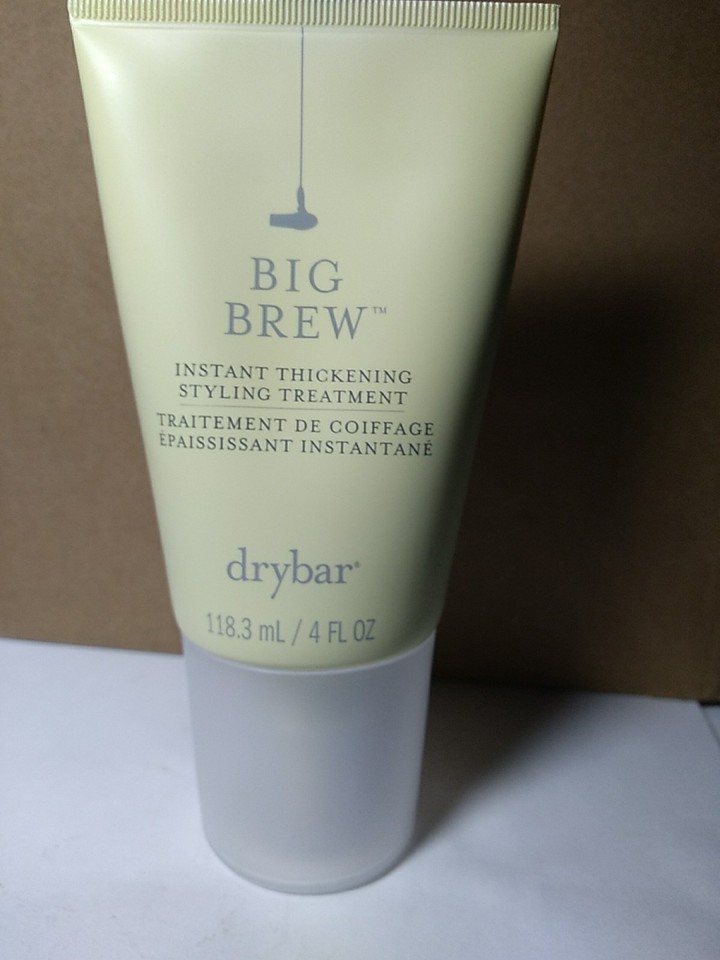 BIG
BREW™
INSTANT THICKENING
STYLING TREATMENT
TRAITEMENT DE COIFFAGE
ÉPAISSISSANT INSTANTANÉ
drybar®
118.3 mL / 4 FL OZ